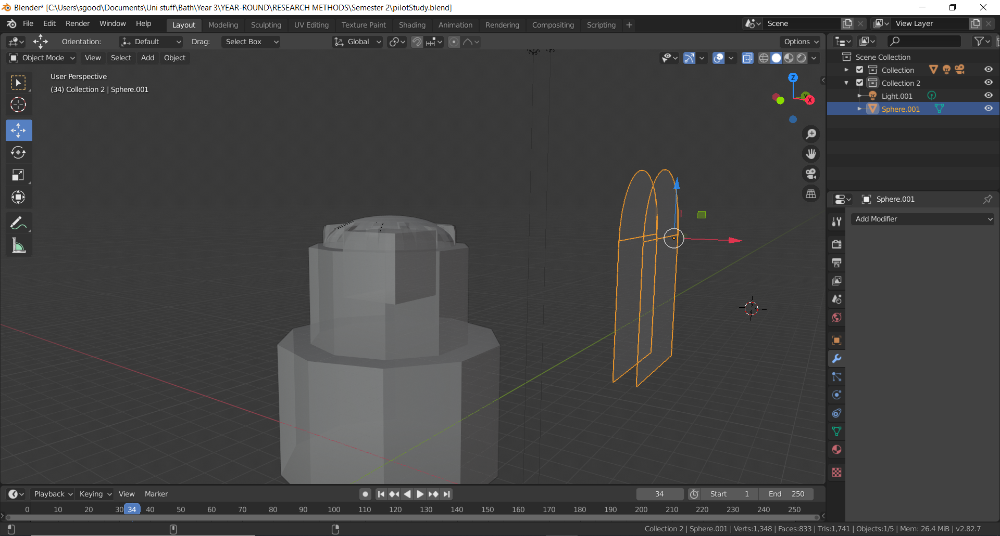 Blender* [C:\Users\sgood\Documents\Uni stuff\Bath\Year 3\YEAR-ROUND\RESEARCH METHODS\Semester 2\pilotStudy.blend]
File Edit Render Window Help Layout Modeling Sculpting UV Editing Texture Paint Shading Animation Rendering Compositing Scripting + Scene View Layer
Orientation: Default Drag: Select Box Global Options
Object Mode View Select Add Object
Scene Collection
Collection
Collection 2
Light.001
Sphere.001
User Perspective
(34) Collection 2 | Sphere.001
Z
Y
X
Sphere.001
Add Modifier
Playback Keying View Marker 34 Start 1 End 250
0 10 20 30 34 40 50 60 70 80 90 100 110 120 130 140 150 160 170 180 190 200 210 220 230 240 250
Collection 2 | Sphere.001 | Verts:1,348 | Faces:833 | Tris:1,741 | Objects:1/5 | Mem: 26.4 MiB | v2.82.7